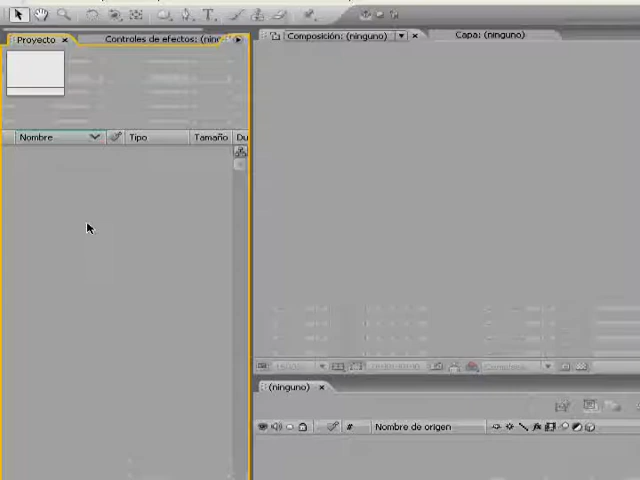 Proyecto
Controles de efectos: (ning
Composición: (ninguno)
Capa: (ninguno)
Nombre
Tipo
Tamaño
Du
(ninguno)
#
Nombre de origen